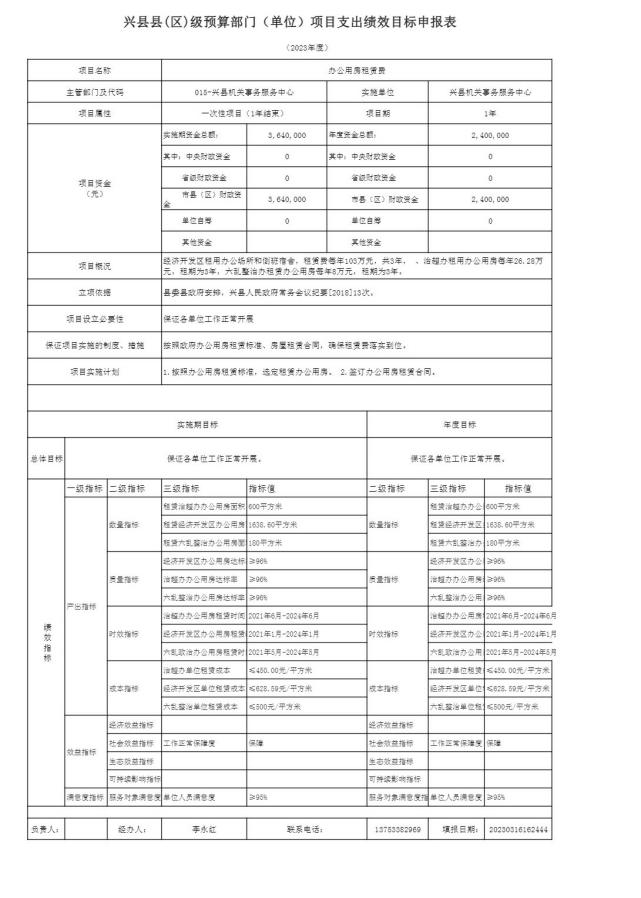 兴县县(区)级预算部门（单位）项目支出绩效目标申报表
（2023年度）
项目名称 办公用房租赁费
主管部门及代码 015-兴县机关事务服务中心 实施单位 兴县机关事务服务中心
项目属性 一次性项目（1年结束） 项目期 1年
项目资金（元） 实施期资金总额： 3,640,000 年度资金总额： 2,400,000
其中：中央财政资金 0 其中：中央财政资金 0
省级财政资金 0 省级财政资金 0
市县（区）财政资金 3,640,000 市县（区）财政资金 2,400,000
单位自筹 0 单位自筹 0
其他资金 其他资金
项目概况 经济开发区租用办公场所和倒班宿舍，租赁费每年103万元，共3年， 、治超办租用办公用房每年26.28万
元，租期为3年，六乱整治办租赁办公用房每年8万元，租期为3年。
立项依据 县委县政府安排，兴县人民政府常务会议纪要[2018]13次。
项目设立必要性 保证各单位工作正常开展
保证项目实施的制度、措施 按照政府办公用房租赁标准、房屋租赁合同，确保租赁费落实到位。
项目实施计划 1.按照办公用房租赁标准，选定租赁办公用房。 2.签订办公用房租赁合同。
实施期目标 年度目标
总体目标 保证各单位工作正常开展。 保证各单位工作正常开展。
绩效指标 一级指标 二级指标 三级指标 指标值 二级指标 三级指标 指标值
产出指标 数量指标 租赁治超办办公用房面积 600平方米 数量指标 租赁治超办办公 600平方米
租赁经济开发区办公用房 1638.60平方米 租赁经济开发区 1638.60平方米
租赁六乱整治办公用房面 180平方米 租赁六乱整治办 180平方米
质量指标 经济开发区办公用房达标 ≥96% 质量指标 经济开发区办公 ≥96%
治超办公用房达标率 ≥96% 治超办公用房达 ≥96%
六乱整治办公用房达标率 ≥96% 六乱整治办公用 ≥96%
时效指标 治超办办公用房租赁时间 2021年6月-2024年6月 时效指标 治超办办公用房 2021年6月-2024年6月
经济开发区办公用房租赁 2021年1月-2024年1月 经济开发区办公 2021年1月-2024年1月
六乱政治办公用房租赁时 2021年5月-2024年5月 六乱政治办公用 2021年5月-2024年5月
成本指标 治超办单位租赁成本 ≤450.00元/平方米 成本指标 治超办单位租赁 ≤450.00元/平方米
经济开发区单位租赁成本 ≤628.59元/平方米 经济开发区单位 ≤628.59元/平方米
六乱整治单位租赁成本 ≤500元/平方米 六乱整治单位租 ≤500元/平方米
效益指标 经济效益指标 经济效益指标
社会效益指标 工作正常保障度 保障 社会效益指标 工作正常保障度 保障
生态效益指标 生态效益指标
可持续影响指标 可持续影响指标
满意度指标 服务对象满意度 单位人员满意度 ≥95% 服务对象满意度指 单位人员满意度 ≥95%
负责人： 经办人： 李永红 联系电话： 13753382969 填报日期： 20230316162444